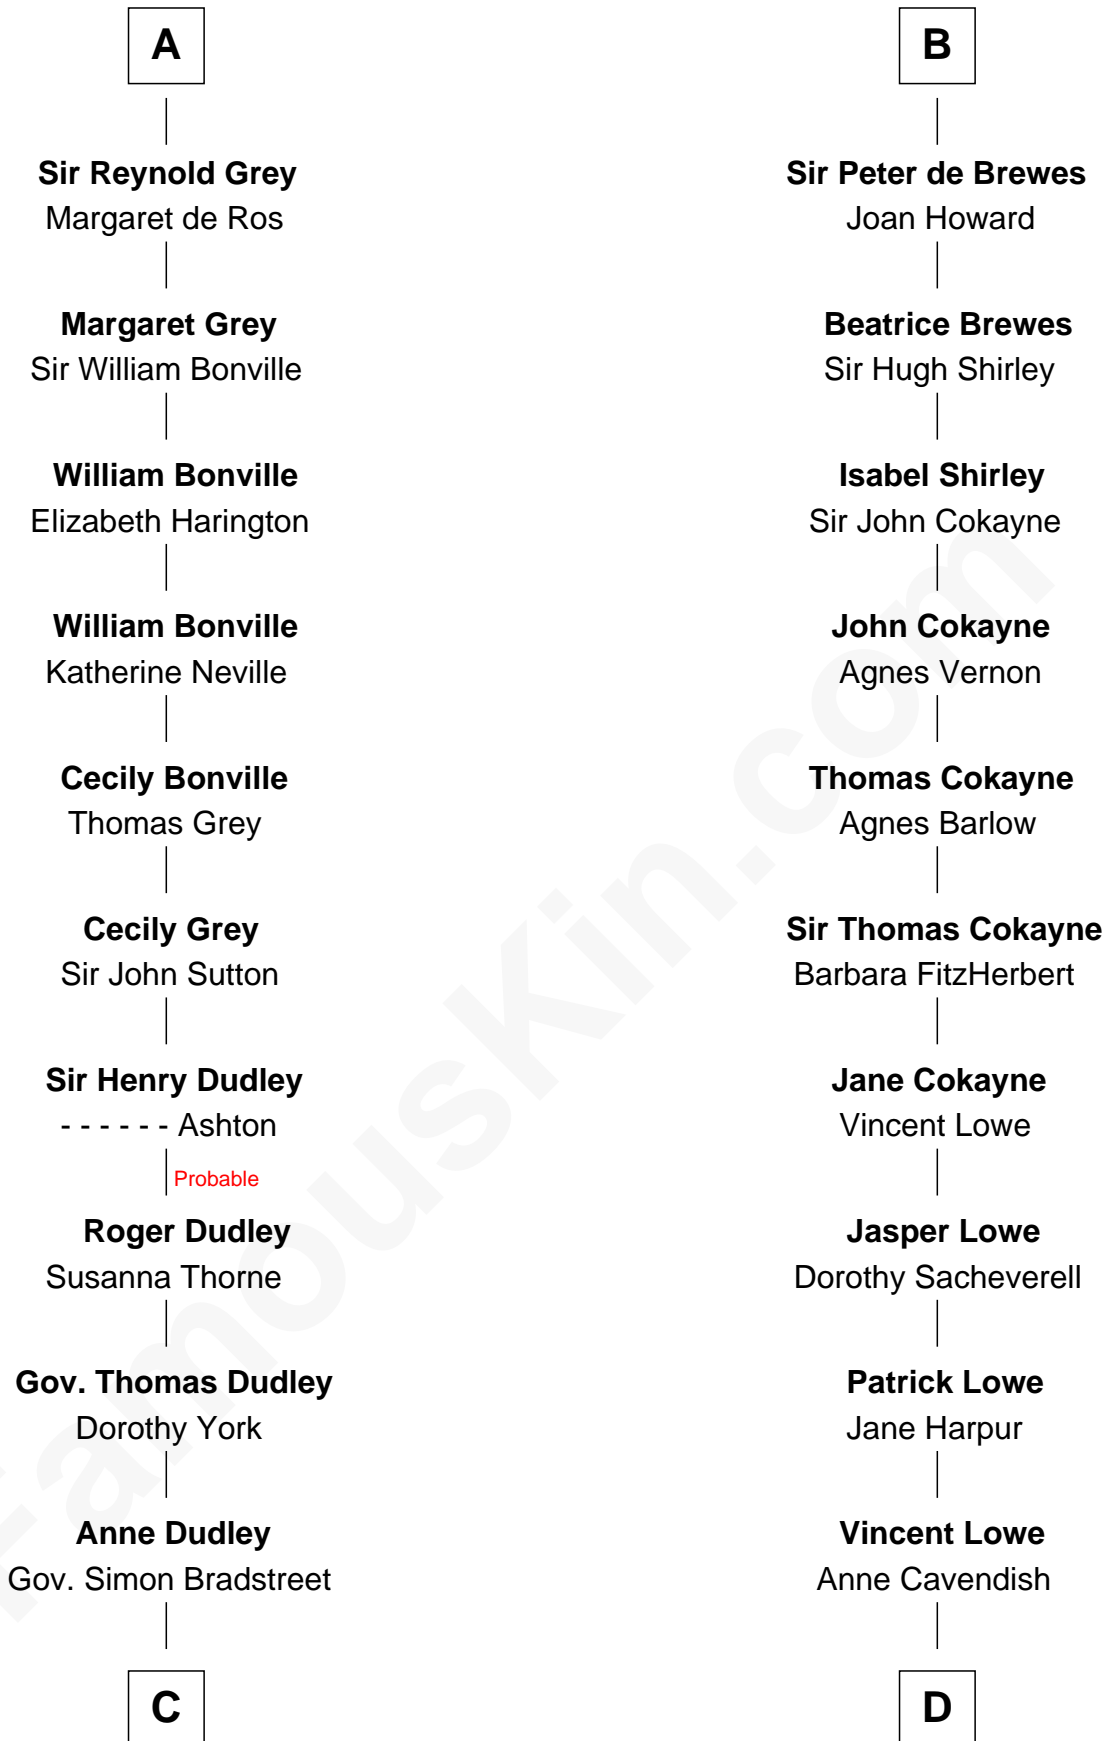 A
Sir Reynold Grey
Margaret de Ros
Margaret Grey
Sir William Bonville
William Bonville
Elizabeth Harington
William Bonville
Katherine Neville
Cecily Bonville
Thomas Grey
Cecily Grey
Sir John Sutton
Sir Henry Dudley
- - - - - - Ashton
Probable
Roger Dudley
Susanna Thorne
Gov. Thomas Dudley
Dorothy York
Anne Dudley
Gov. Simon Bradstreet
C
B
Sir Peter de Brewes
Joan Howard
Beatrice Brewes
Sir Hugh Shirley
Isabel Shirley
Sir John Cokayne
John Cokayne
Agnes Vernon
Thomas Cokayne
Agnes Barlow
Sir Thomas Cokayne
Barbara FitzHerbert
Jane Cokayne
Vincent Lowe
Jasper Lowe
Dorothy Sacheverell
Patrick Lowe
Jane Harpur
Vincent Lowe
Anne Cavendish
D
FamousKin.com